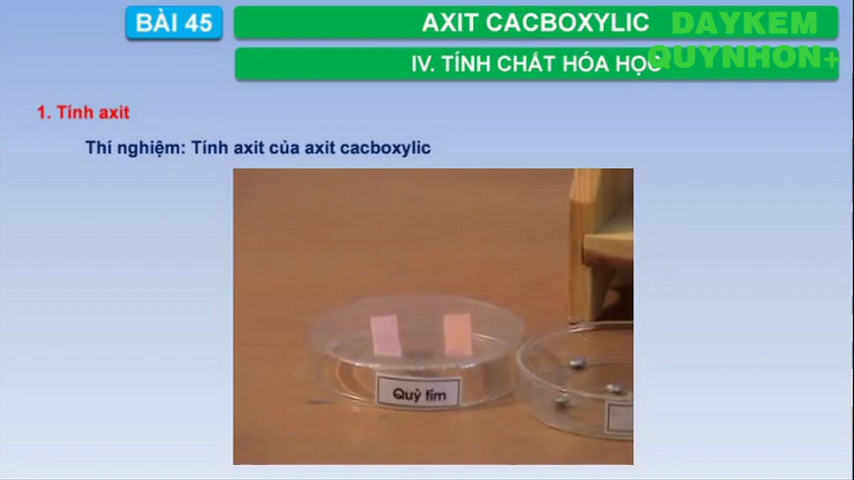 BÀI 45
AXIT CACBOXYLIC
DAYKEM
QUYNHON+
IV. TÍNH CHẤT HÓA HỌC
1. Tính axit
Thí nghiệm: Tính axit của axit cacboxylic
Quỳ tím